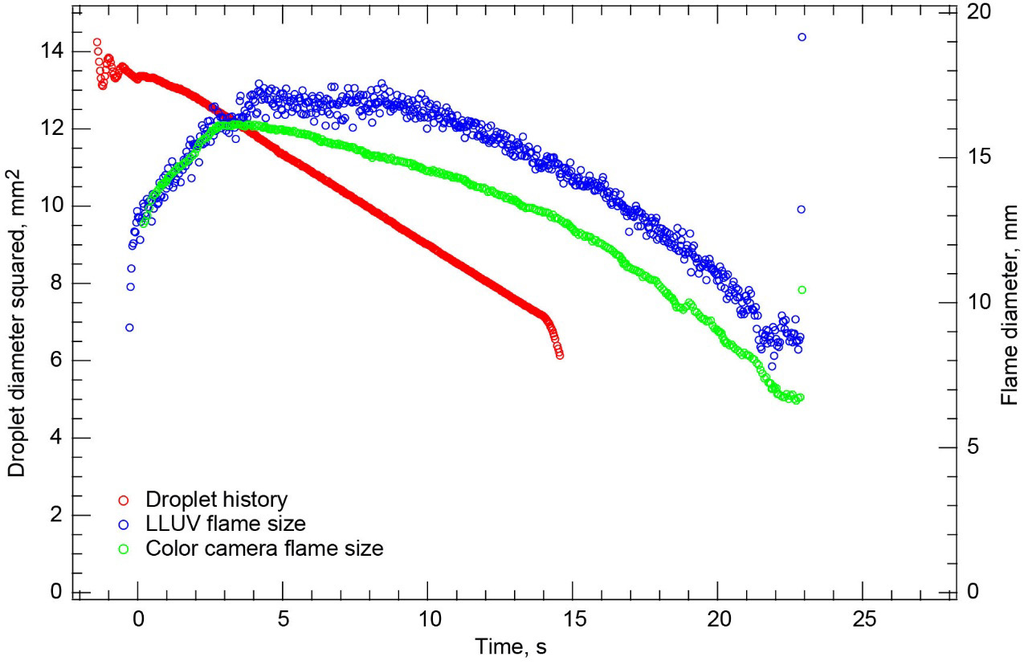 14
12
10
8
6
4
2
0
Droplet diameter squared, mm2
20
15
10
5
0
Flame diameter, mm
Droplet history
LLUV flame size
Color camera flame size
0 5 10 15 20 25
Time, s